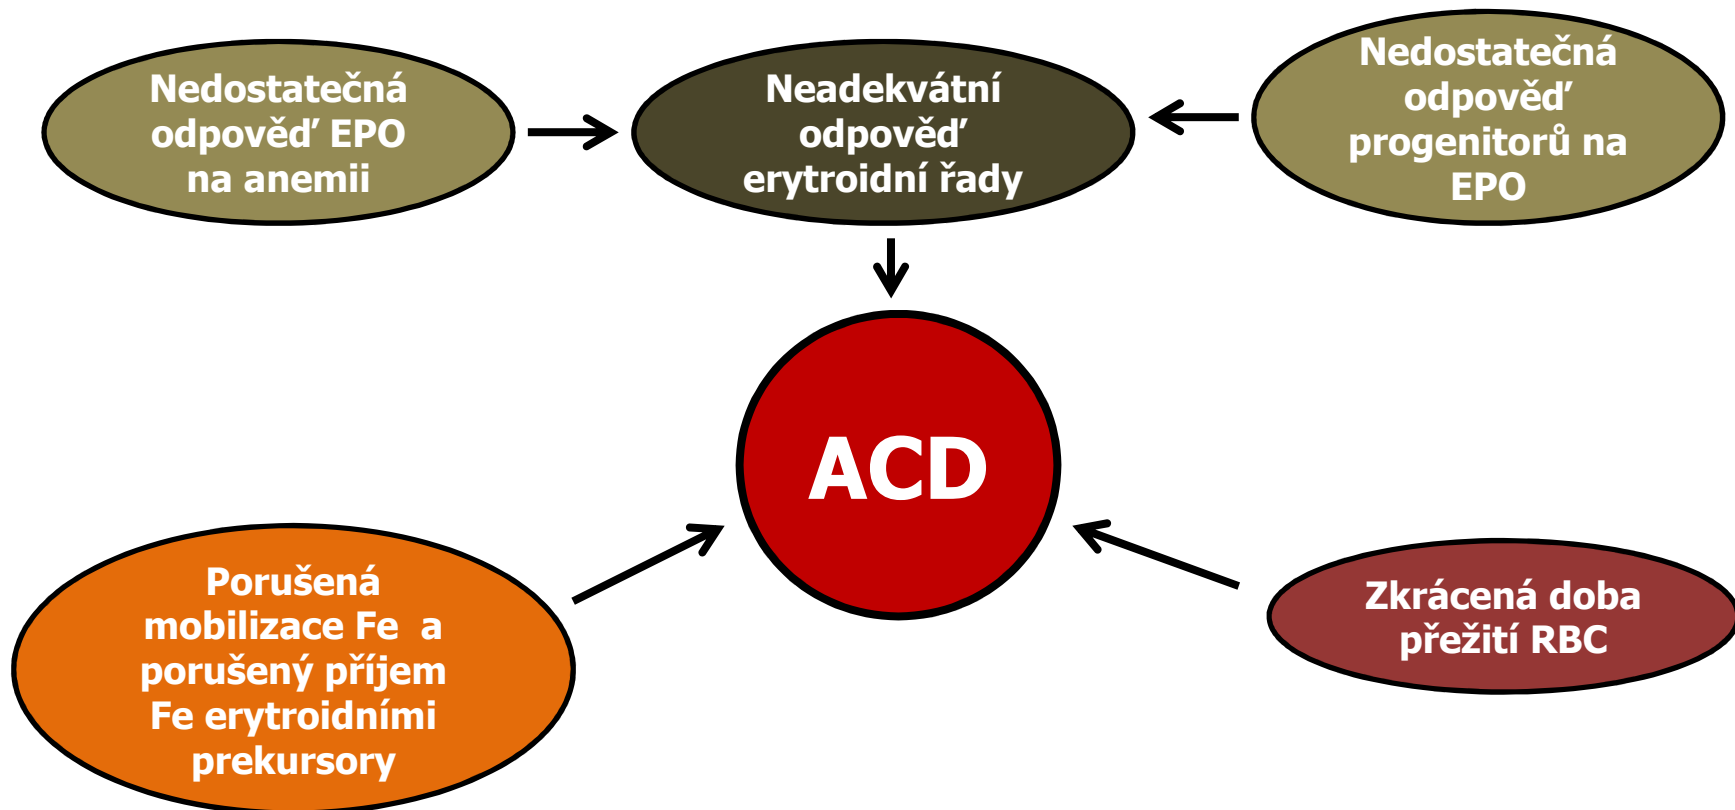 Nedostatečná
odpověď EPO
na anemii
Neadekvátní
odpověď
erytroidní řady
Nedostatečná
odpověď
progenitorů na
EPO
ACD
Porušená
mobilizace Fe  a
porušený příjem
Fe erytroidními
prekursory
Zkrácená doba
přežití RBC